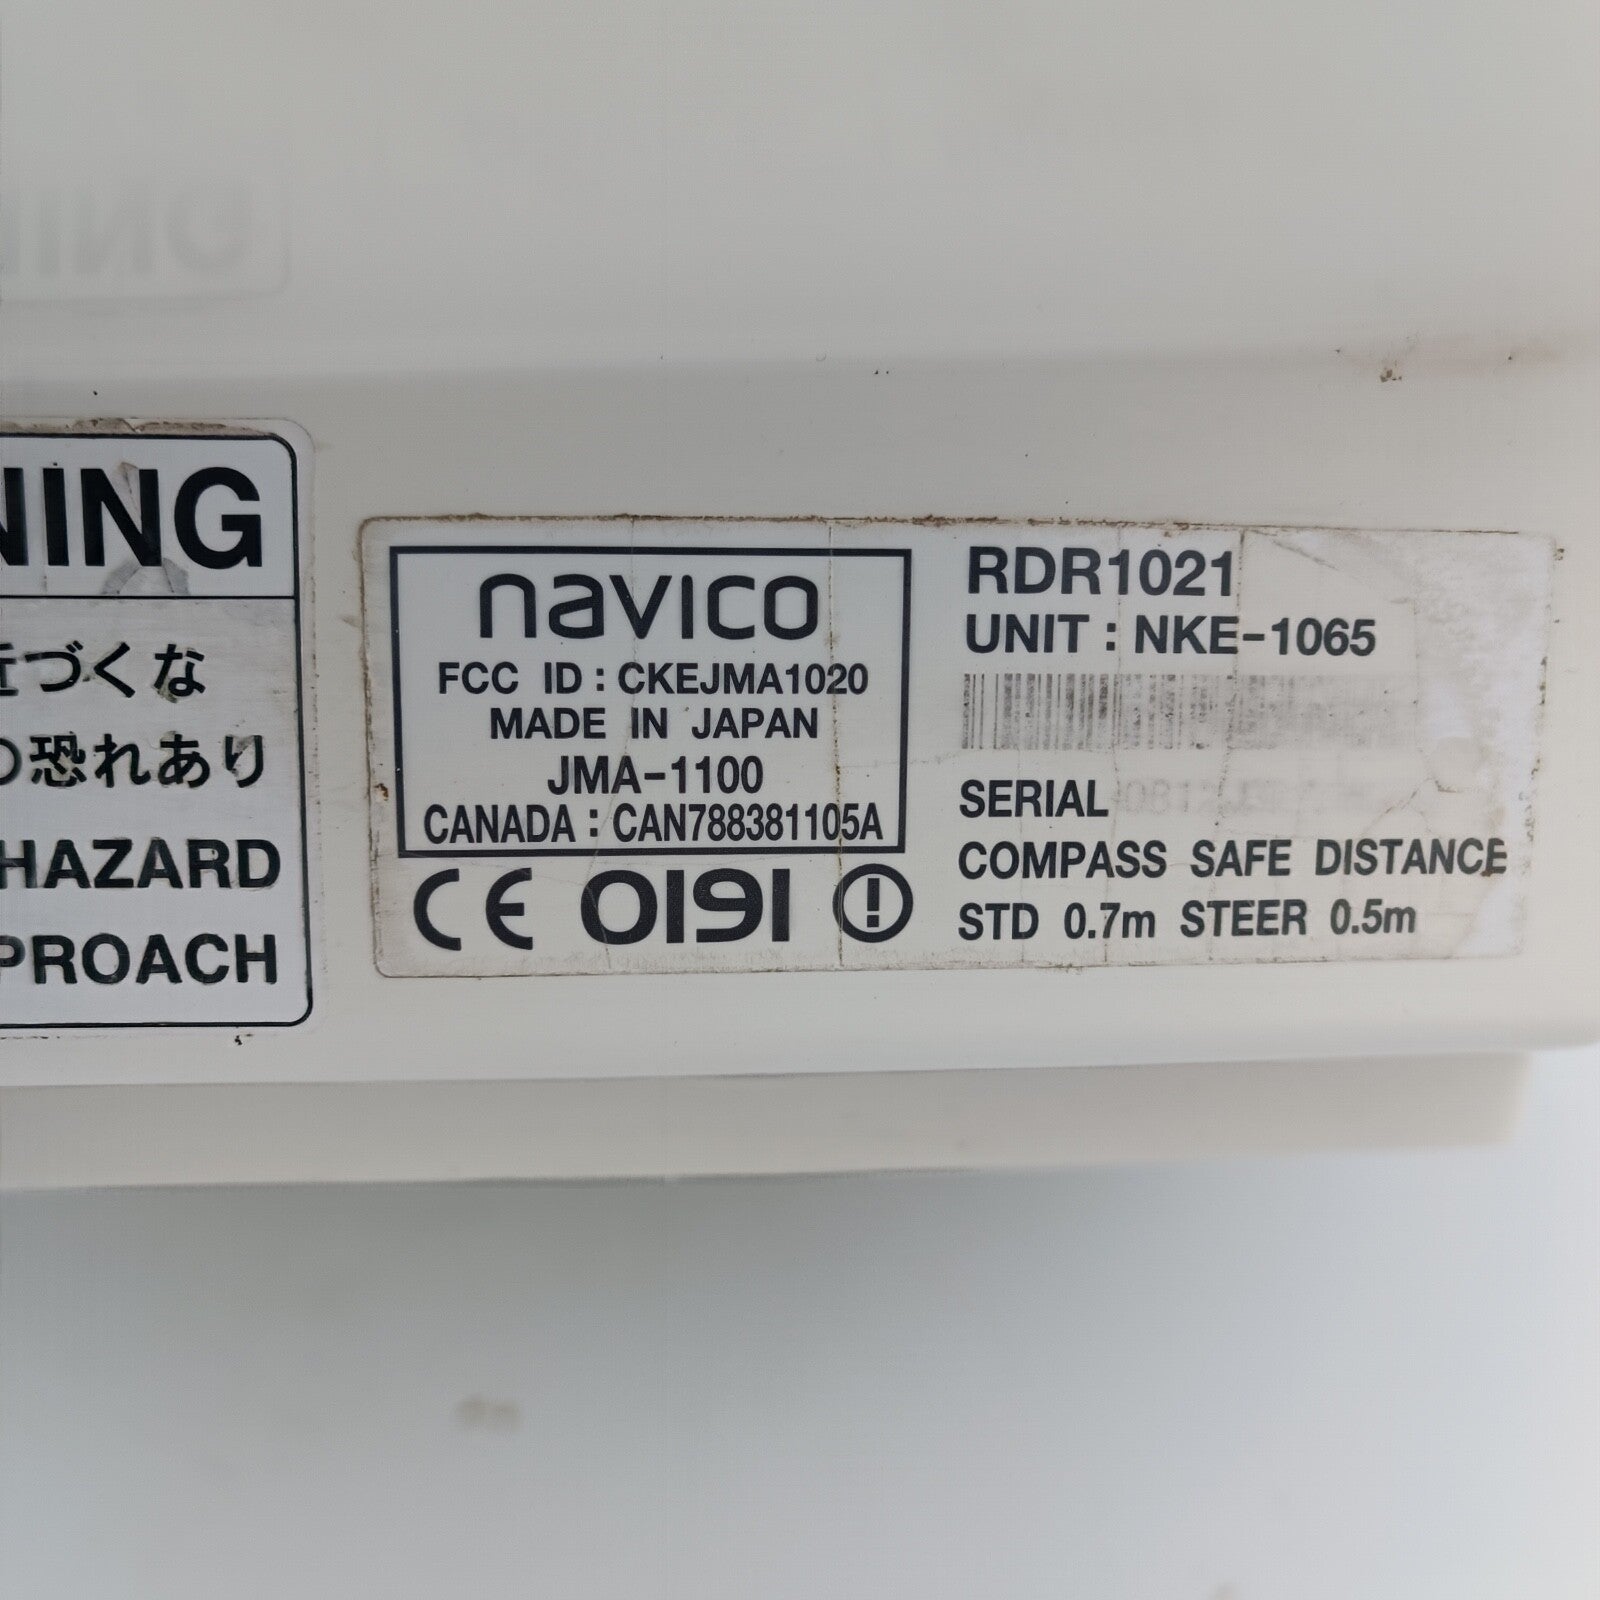 NING
づくな
の恐れあり
HAZARD
PROACH
navico
FCC ID : CKEJMA1020
MADE IN JAPAN
JMA-1100
CANADA : CAN788381105A
CE 0191
RDR1021
UNIT : NKE-1065
SERIAL
COMPASS SAFE DISTANCE
STD 0.7m STEER 0.5m